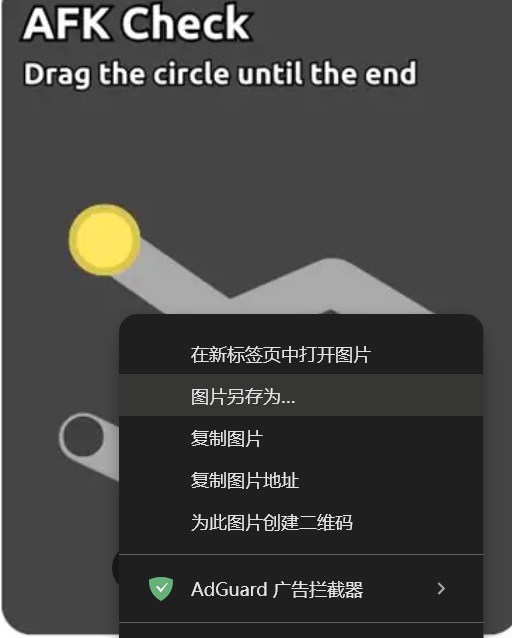 AFK Check
Drag the circle until the end
在新标签页中打开图片
图片另存为...
复制图片
复制图片地址
为此图片创建二维码
AdGuard 广告拦截器